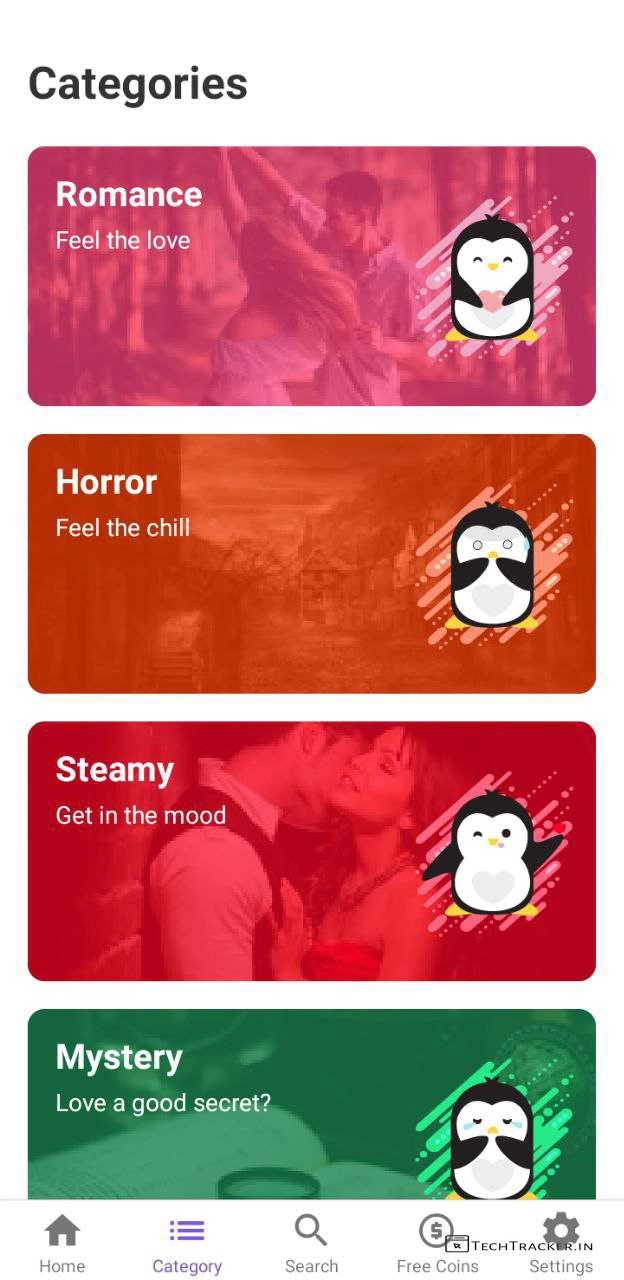 Categories
Romance
Feel the love
Horror
Feel the chill
Steamy
Get in the mood
Mystery
Love a good secret?
$
TechTracker.in
Home Category Search Free Coins Settings